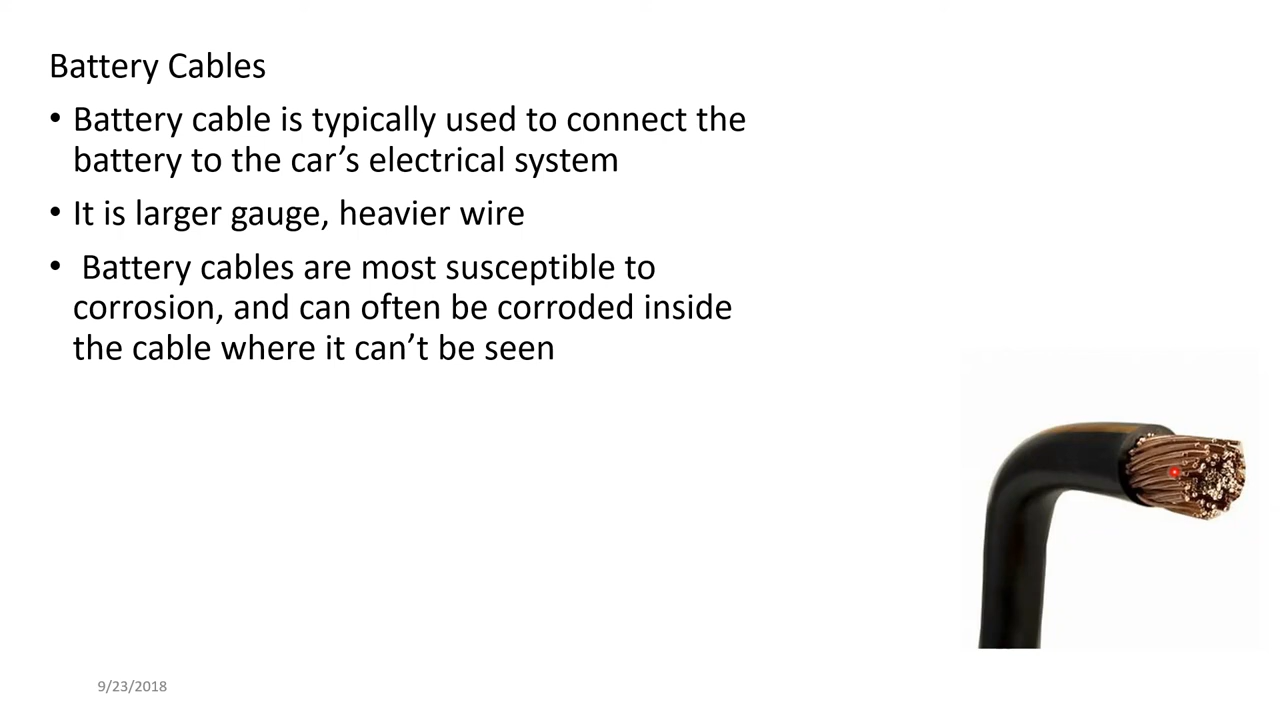 Battery Cables
• Battery cable is typically used to connect the
battery to the car’s electrical system
• It is larger gauge, heavier wire
• Battery cables are most susceptible to
corrosion, and can often be corroded inside
the cable where it can’t be seen
9/23/2018